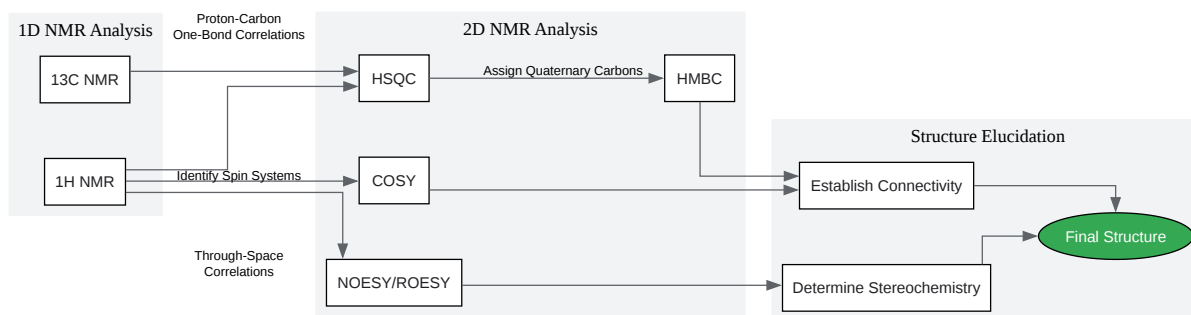 1D NMR Analysis
Proton-Carbon
One-Bond Correlations
2D NMR Analysis
13C NMR
HSQC
Assign Quaternary Carbons
HMBC
Structure Elucidation
1H NMR
Identify Spin Systems
COSY
Establish Connectivity
Final Structure
Through-Space
Correlations
NOESY/ROESY
Determine Stereochemistry